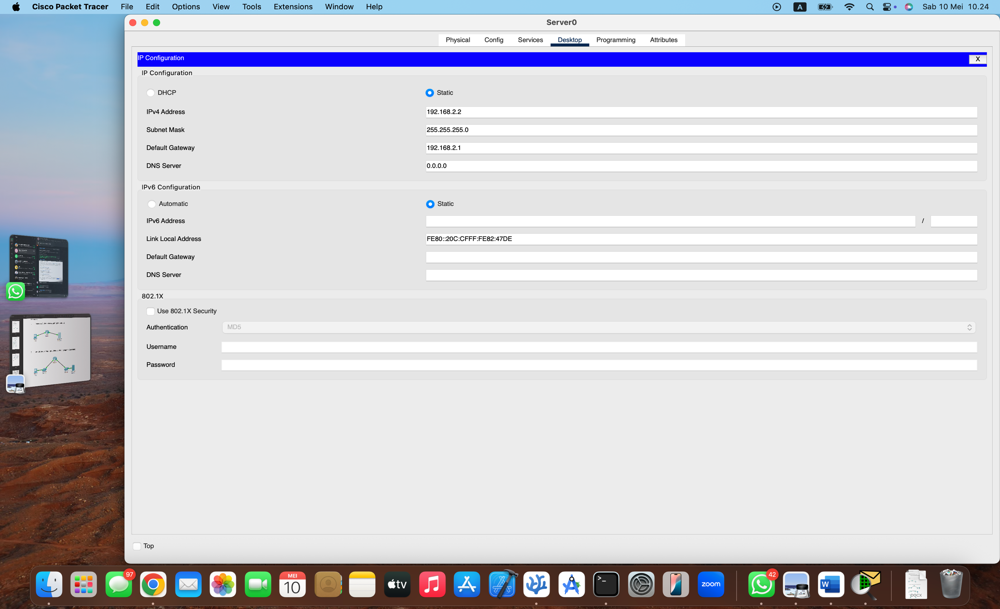 Cisco Packet Tracer File Edit Options View Tools Extensions Window Help A Sab 10 Mei 10.24
Server0
Physical Config Services Desktop Programming Attributes
IP Configuration X
IP Configuration
DHCP Static
IPv4 Address 192.168.2.2
Subnet Mask 255.255.255.0
Default Gateway 192.168.2.1
DNS Server 0.0.0.0
IPv6 Configuration
Automatic Static
IPv6 Address /
Link Local Address FE80::20C:CFFF:FE82:47DE
Default Gateway
DNS Server
802.1X
Use 802.1X Security
Authentication MD5
Username
Password
Top
97 MEI 10 tv >_ zoom 42 W DOCX